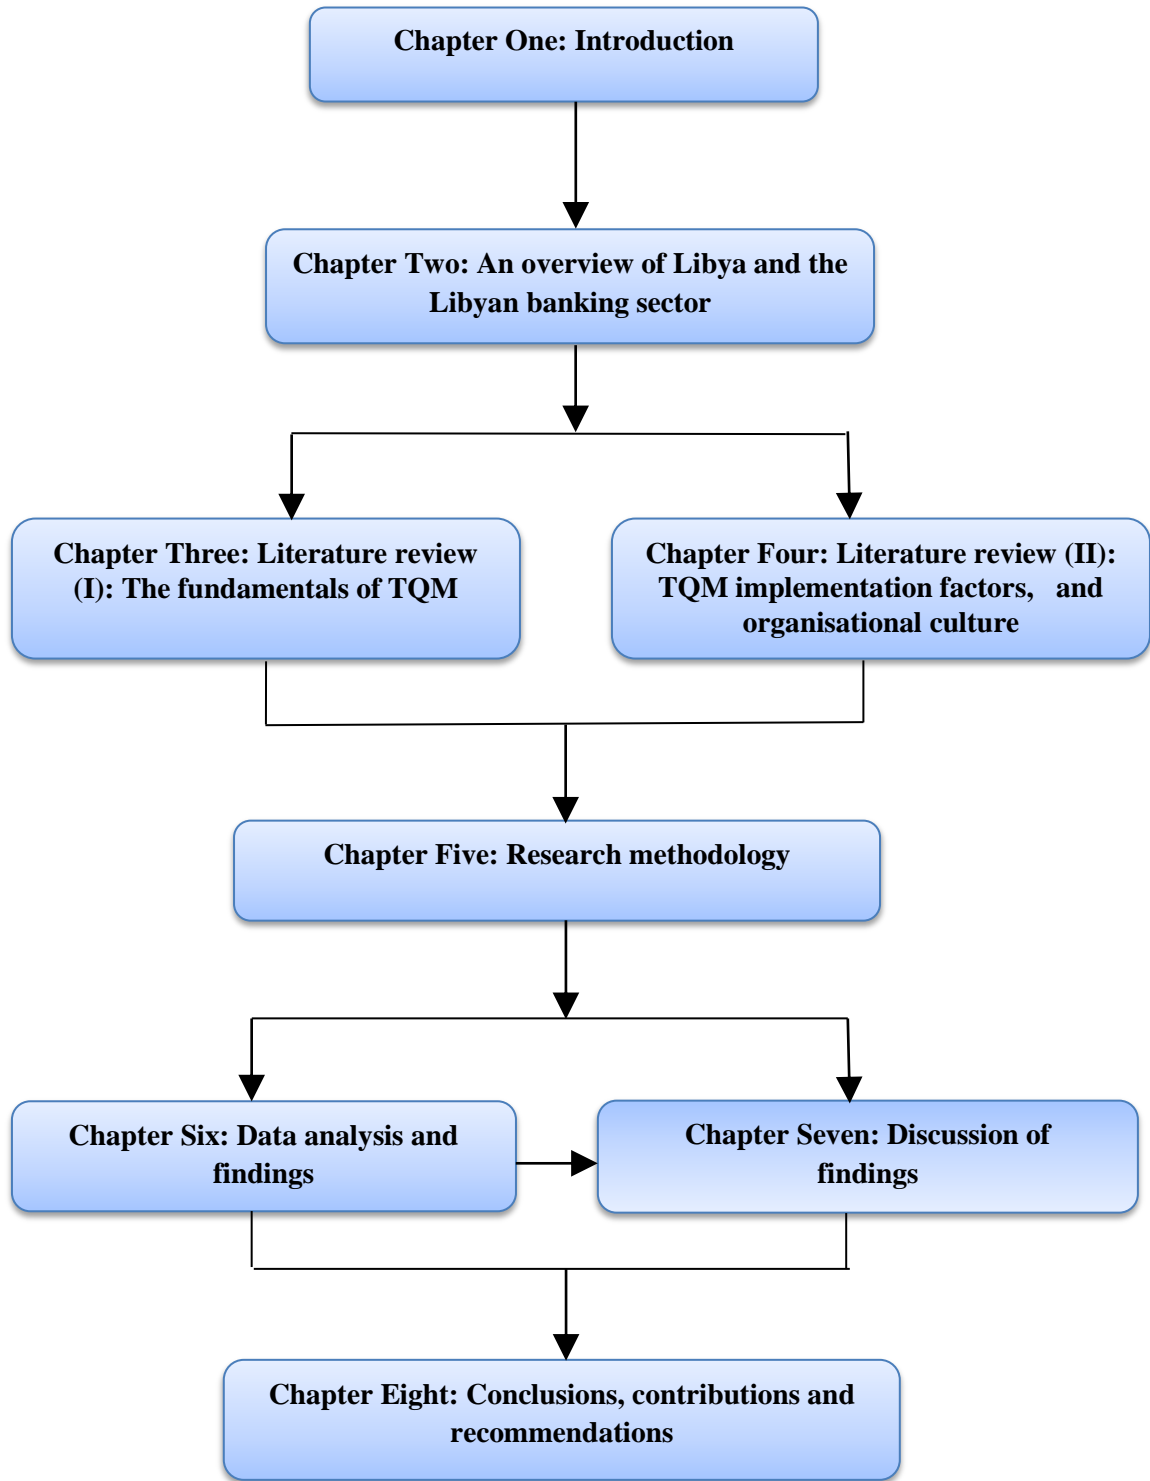 Chapter One: Introduction
Chapter Two: An overview of Libya and the
Libyan banking sector
Chapter Three: Literature review
(I): The fundamentals of TQM
Chapter Four: Literature review (II):
TQM implementation factors,   and
organisational culture
Chapter Five: Research methodology
Chapter Six: Data analysis and
findings
Chapter Seven: Discussion of
findings
Chapter Eight: Conclusions, contributions and
recommendations